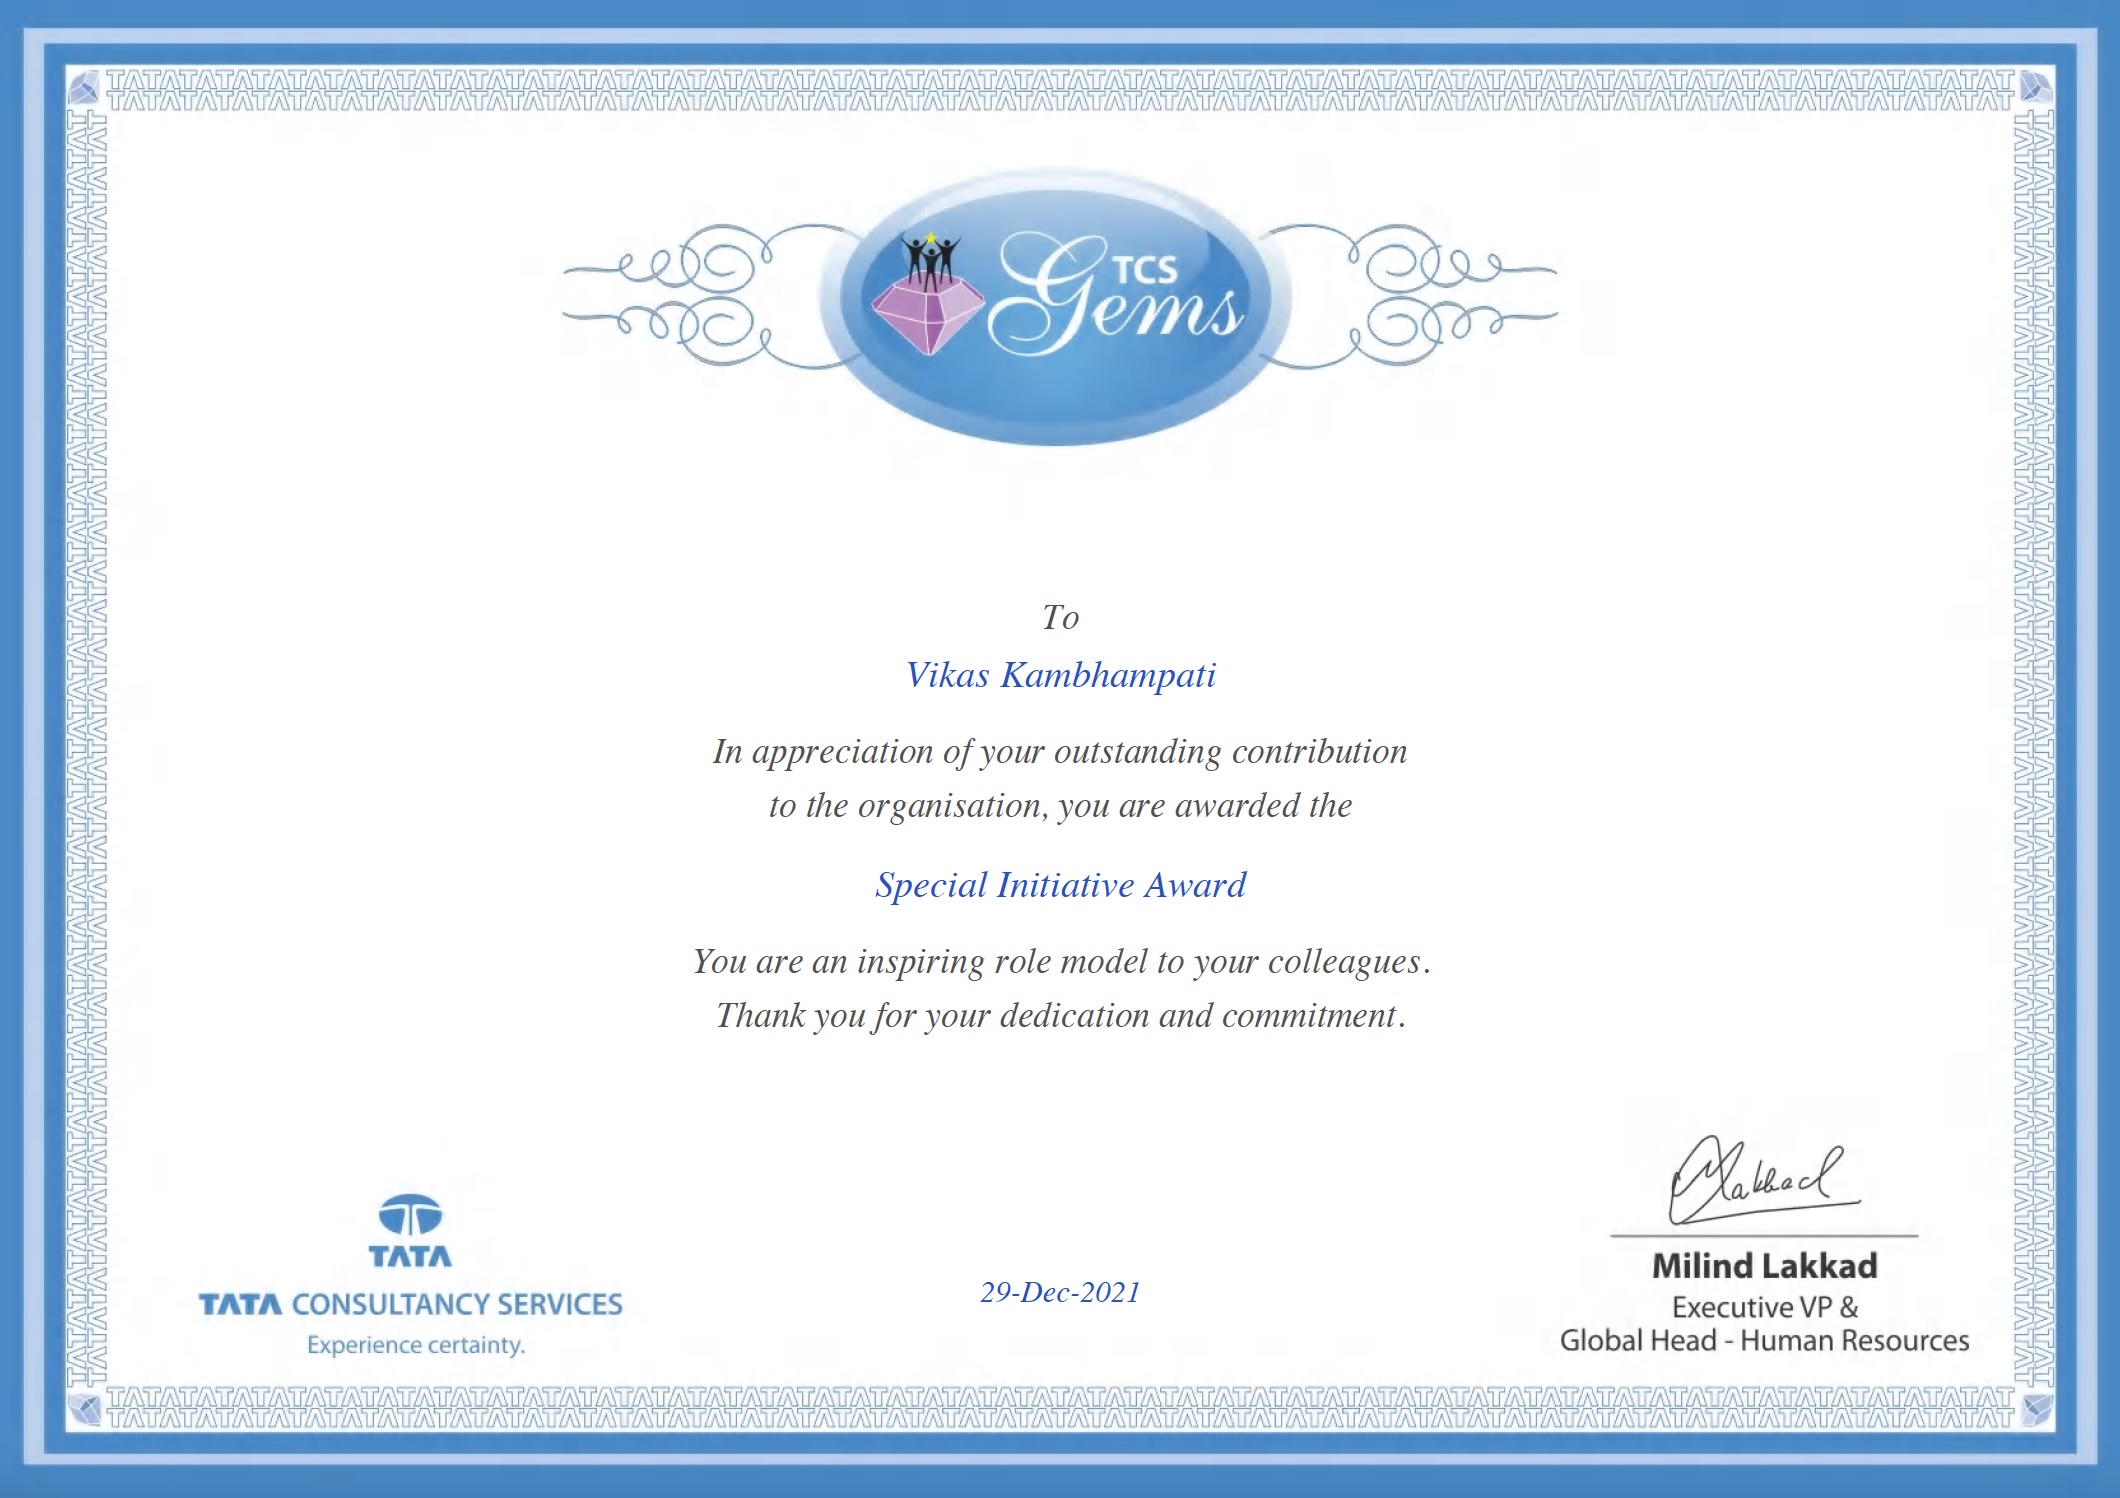 TCS
Gems
To
Vikas Kambhampati
In appreciation of your outstanding contribution
to the organisation, you are awarded the
Special Initiative Award
You are an inspiring role model to your colleagues.
Thank you for your dedication and commitment.
TATA
TATA CONSULTANCY SERVICES
Experience certainty.
29-Dec-2021
Lakkad
Milind Lakkad
Executive VP &
Global Head - Human Resources